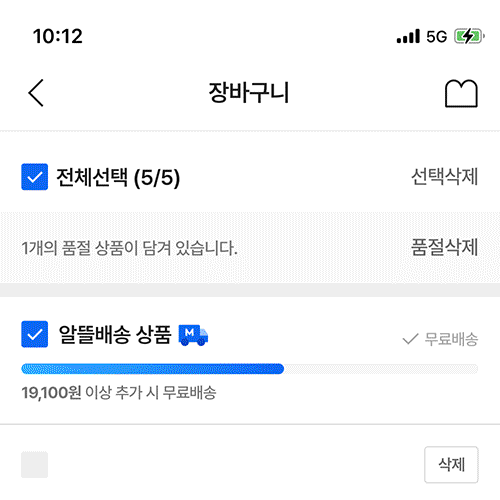 10:12 5G
장바구니
전체선택 (5/5) 선택삭제
1개의 품절 상품이 담겨 있습니다. 품절삭제
알뜰배송 상품 M 무료배송
19,100원 이상 추가 시 무료배송
삭제